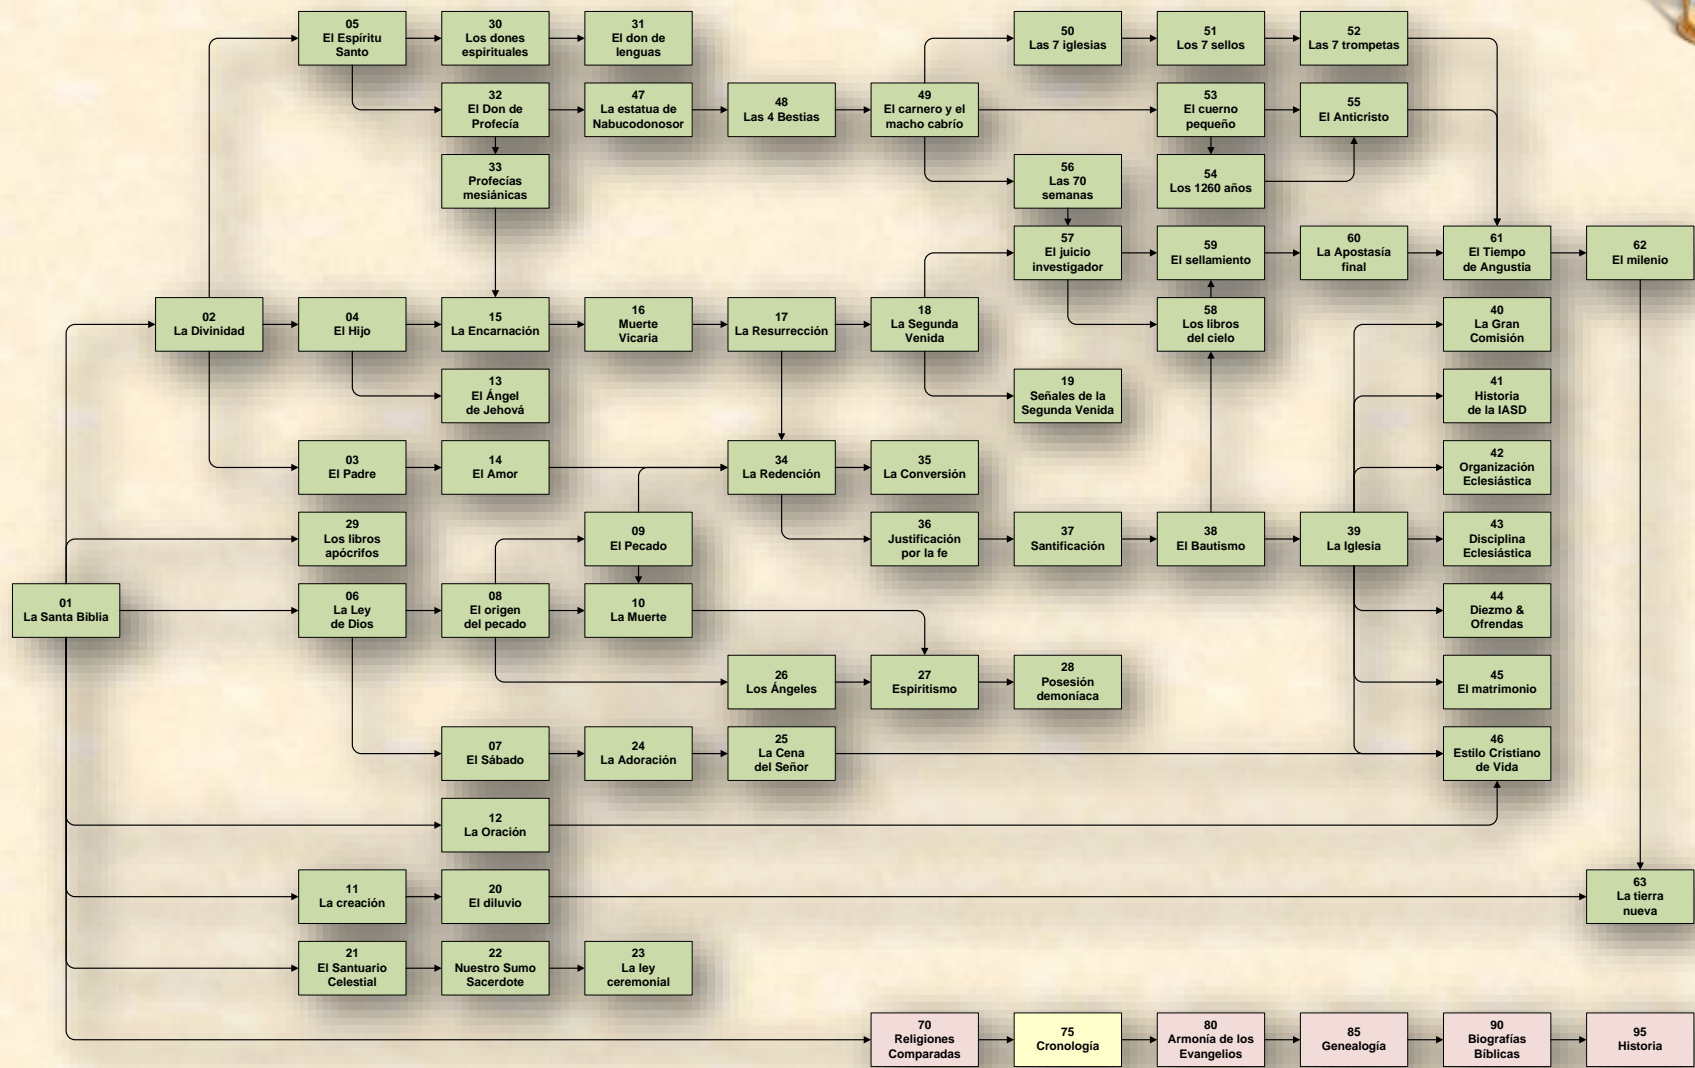 05
El Espíritu
Santo
30
Los dones
espirituales
31
El don de
lenguas
50
Las 7 iglesias
51
Los 7 sellos
52
Las 7 trompetas
32
El Don de
Profecía
47
La estatua de
Nabucodonosor
48
Las 4 Bestias
49
El carnero y el
macho cabrío
53
El cuerno
pequeño
55
El Anticristo
33
Profecías
mesiánicas
56
Las 70
semanas
54
Los 1260 años
57
El juicio
investigador
59
El sellamiento
60
La Apostasía
final
61
El Tiempo
de Angustia
62
El milenio
02
La Divinidad
04
El Hijo
15
La Encarnación
16
Muerte
Vicaria
17
La Resurrección
18
La Segunda
Venida
58
Los libros
del cielo
40
La Gran
Comisión
13
El Ángel
de Jehová
19
Señales de la
Segunda Venida
41
Historia
de la IASD
03
El Padre
14
El Amor
34
La Redención
35
La Conversión
42
Organización
Eclesiástica
29
Los libros
apócrifos
09
El Pecado
36
Justificación
por la fe
37
Santificación
38
El Bautismo
39
La Iglesia
43
Disciplina
Eclesiástica
01
La Santa Biblia
06
La Ley
de Dios
08
El origen
del pecado
10
La Muerte
44
Diezmo &
Ofrendas
26
Los Ángeles
27
Espiritismo
28
Posesión
demoníaca
45
El matrimonio
07
El Sábado
24
La Adoración
25
La Cena
del Señor
46
Estilo Cristiano
de Vida
12
La Oración
11
La creación
20
El diluvio
63
La tierra
nueva
21
El Santuario
Celestial
22
Nuestro Sumo
Sacerdote
23
La ley
ceremonial
70
Religiones
Comparadas
75
Cronología
80
Armonía de los
Evangelios
85
Genealogía
90
Biografías
Bíblicas
95
Historia